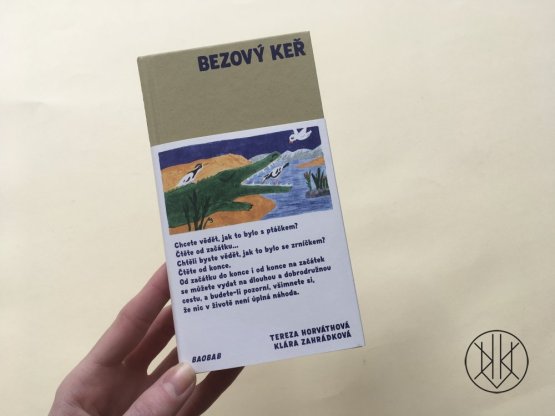 BEZOVÝ KEŘ
Chcete vědět, jak to bylo s ptáčkem?
Čtěte od začátku...
Chtěli byste vědět, jak to bylo se zrníčkem?
Čtěte od konce.
Od začátku do konce i od konce na začátek
se můžete vydat na dlouhou a dobrodružnou
cestu, a budete-li pozorní, všimnete si,
že nic v životě není úplná náhoda.
TEREZA HORVÁTHOVÁ
KLÁRA ZAHRÁDKOVÁ
BAOBAB